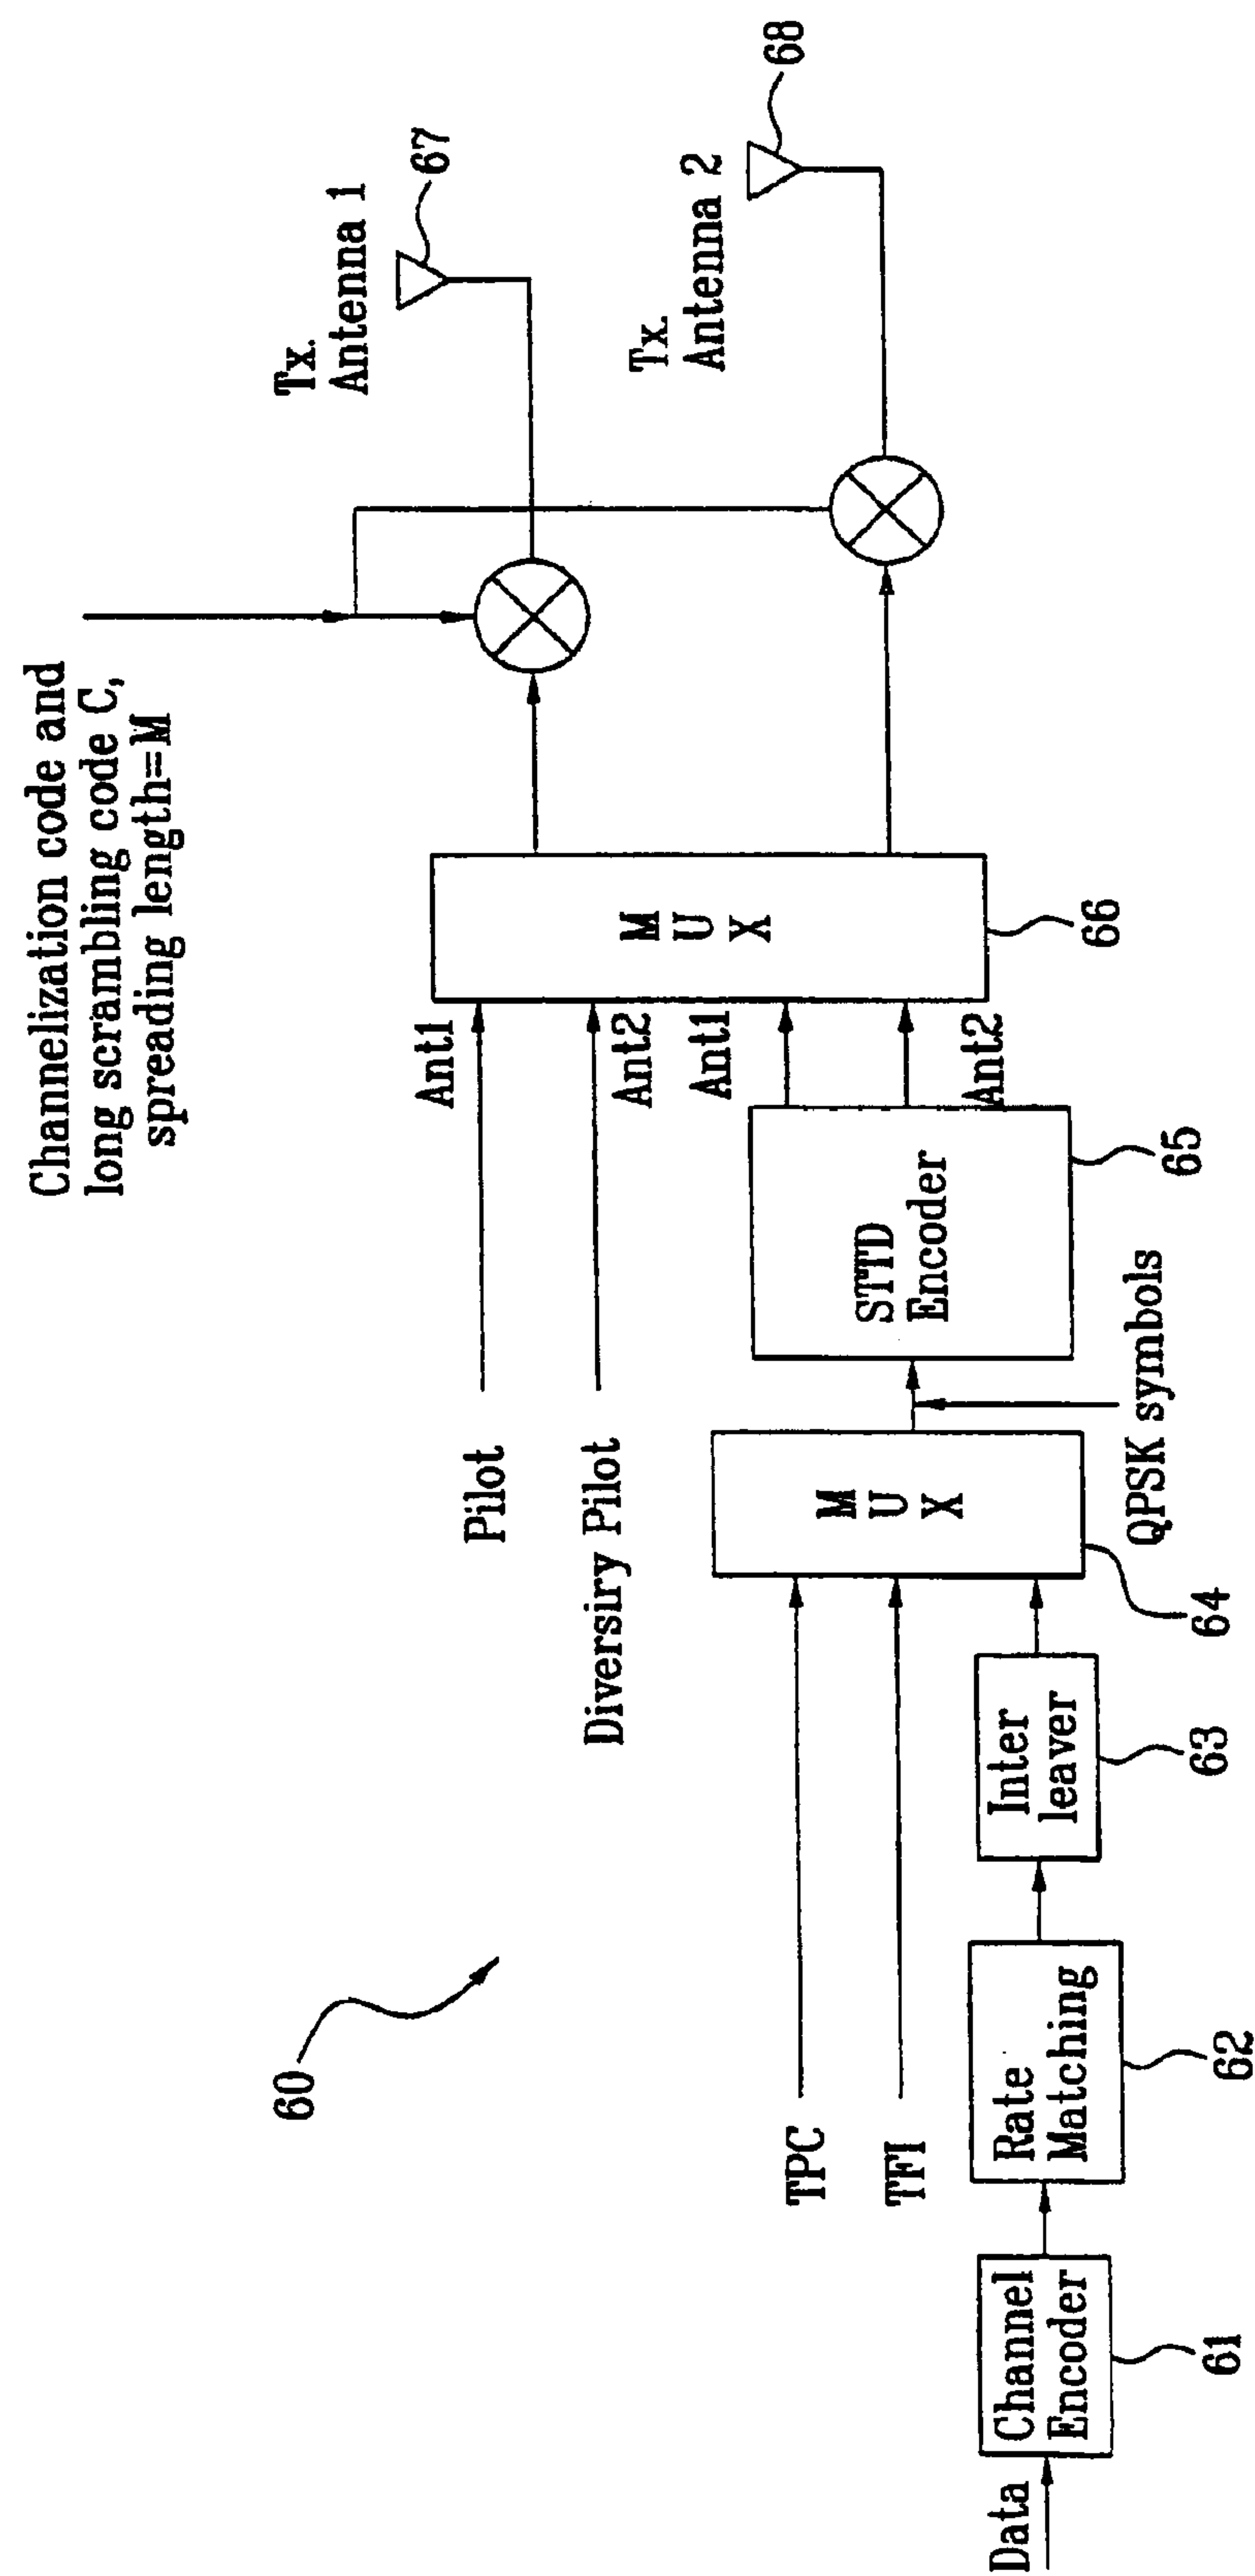 Channelization code and
long scrambling code C,
spreading length=M
60
Tx.
Antenna 1
67
Tx.
Antenna 2
68
Pilot
Ant1
Diversiry Pilot
Ant2
Ant1
Ant2
M
U
X
66
STTD
Encoder
65
QPSK symbols
TPC
TFI
M
U
X
64
Data
Channel
Encoder
61
Rate
Matching
62
Inter
leaver
63